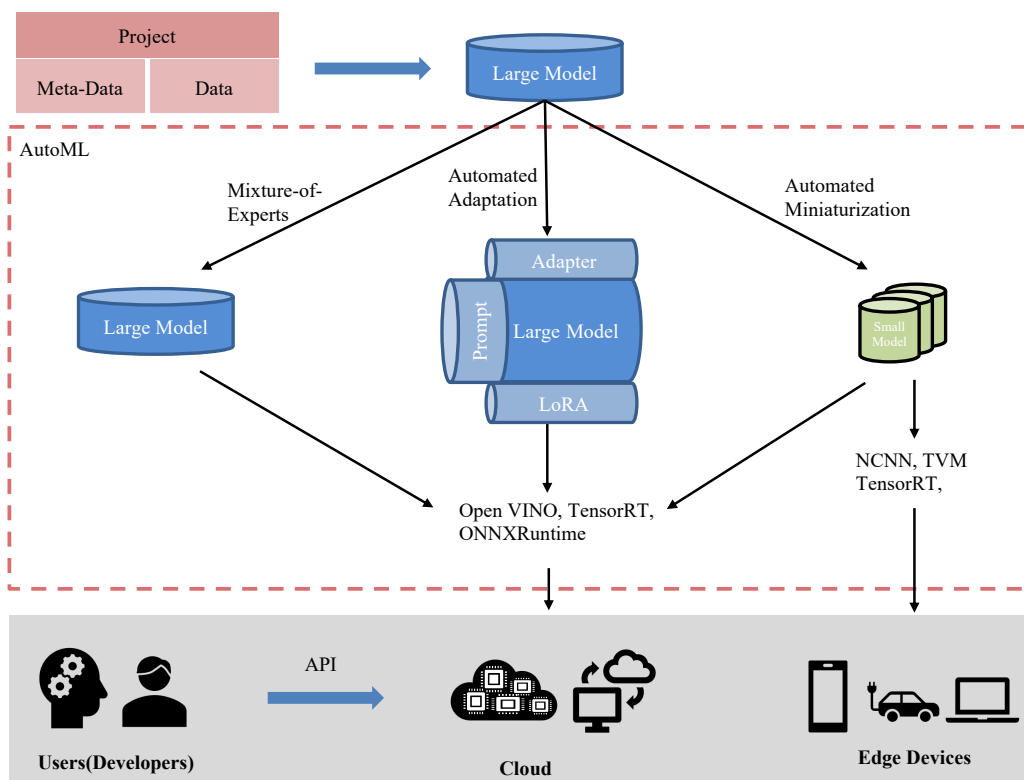 Project
Meta-Data
Data
Large Model
AutoML
Mixture-of-
Experts
Automated
Adaptation
Automated
Miniaturization
Large Model
Adapter
Prompt
Large Model
LoRA
Small
Model
Open VINO, TensorRT,
ONNXRuntime
NCNN, TVM
TensorRT,
API
Users(Developers)
Cloud
Edge Devices